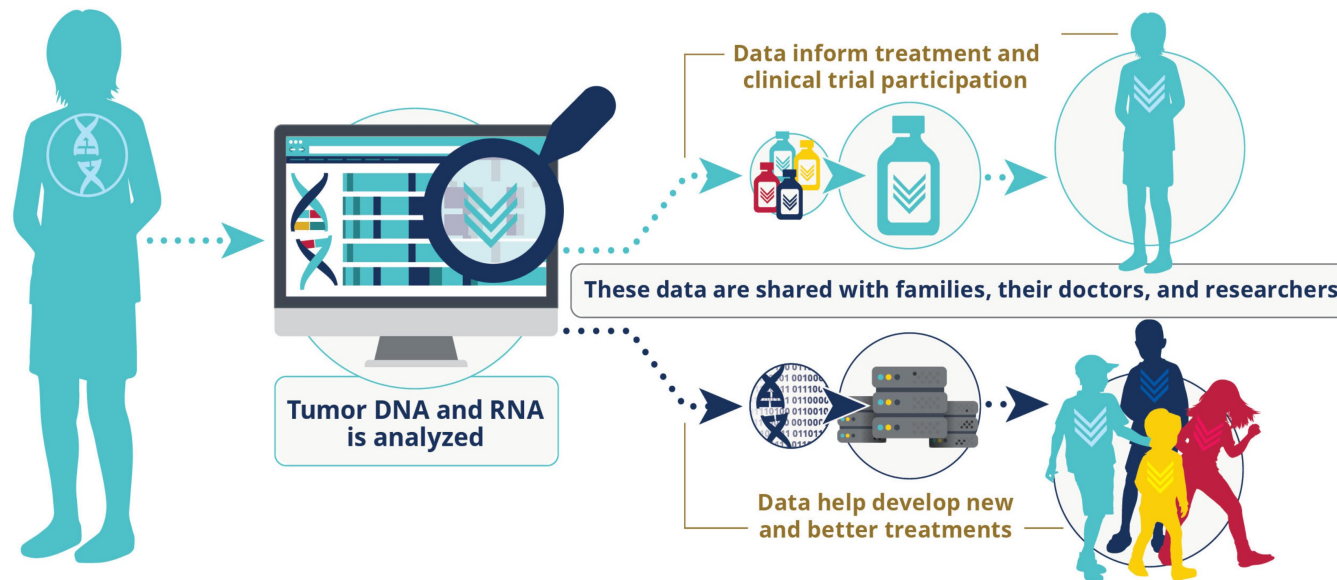 Data inform treatment and
clinical trial participation
These data are shared with families, their doctors, and researchers
Tumor DNA and RNA
is analyzed
Data help develop new
and better treatments